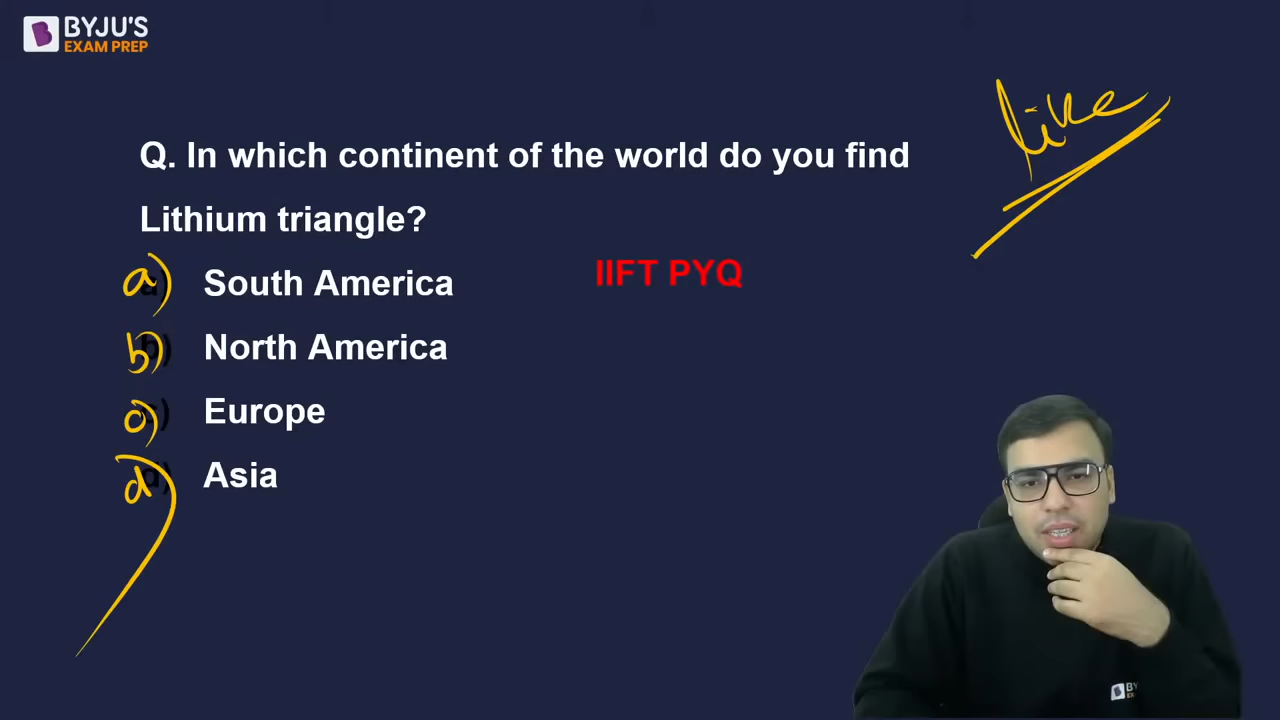 BYJU'S
EXAM PREP
like
Q. In which continent of the world do you find
Lithium triangle?
a) South America
IIFT PYQ
b) North America
c) Europe
d) Asia
BY